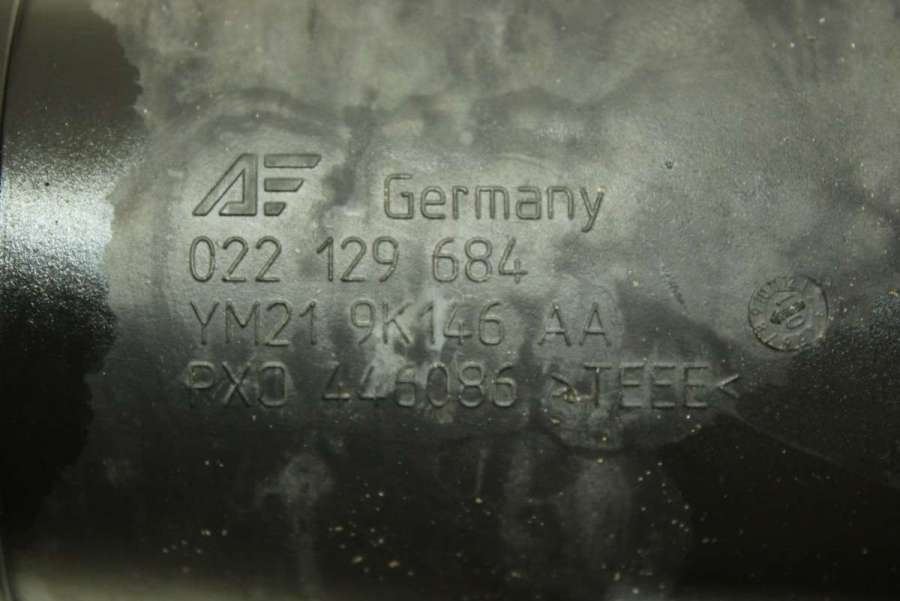 AF Germany
022 129 684
YM21 9K146 AA
PXO 446086 >TEEE<